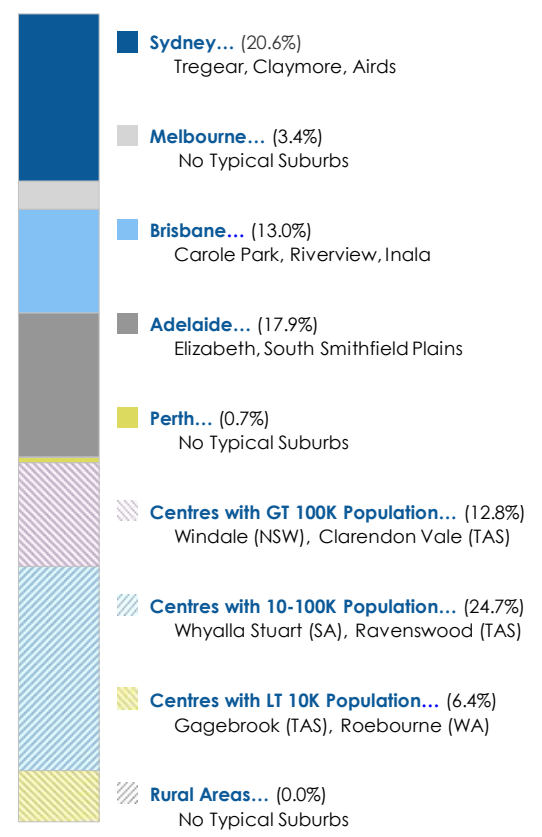 Sydney… (20.6%)
Tregear, Claymore, Airds
Melbourne… (3.4%)
No Typical Suburbs
Brisbane… (13.0%)
Carole Park, Riverview, Inala
Adelaide… (17.9%)
Elizabeth, South Smithfield Plains
Perth… (0.7%)
No Typical Suburbs
Centres with GT 100K Population… (12.8%)
Windale (NSW), Clarendon Vale (TAS)
Centres with 10-100K Population… (24.7%)
Whyalla Stuart (SA), Ravenswood (TAS)
Centres with LT 10K Population… (6.4%)
Gagebrook (TAS), Roebourne (WA)
Rural Areas… (0.0%)
No Typical Suburbs